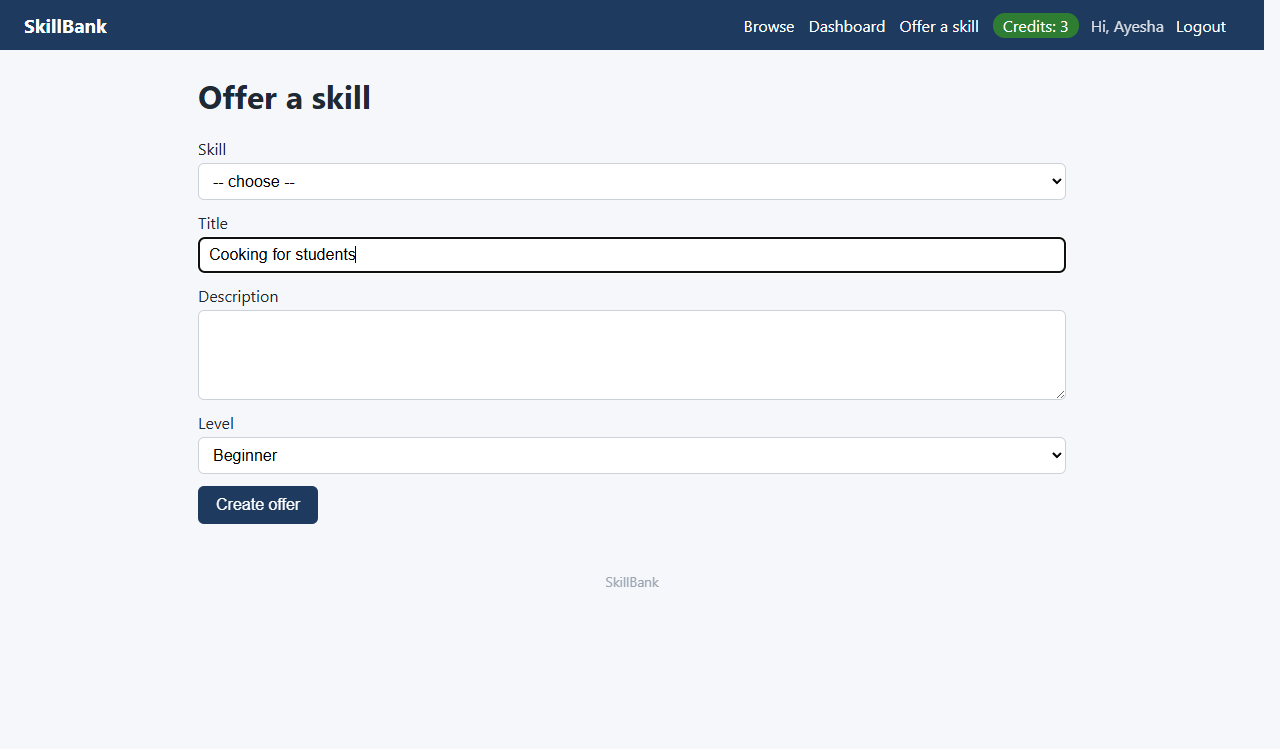 SkillBank Browse Dashboard Offer a skill Credits: 3 Hi, Ayesha Logout
Offer a skill
Skill
-- choose --
Title
Cooking for students
Description
Level
Beginner
Create offer
SkillBank